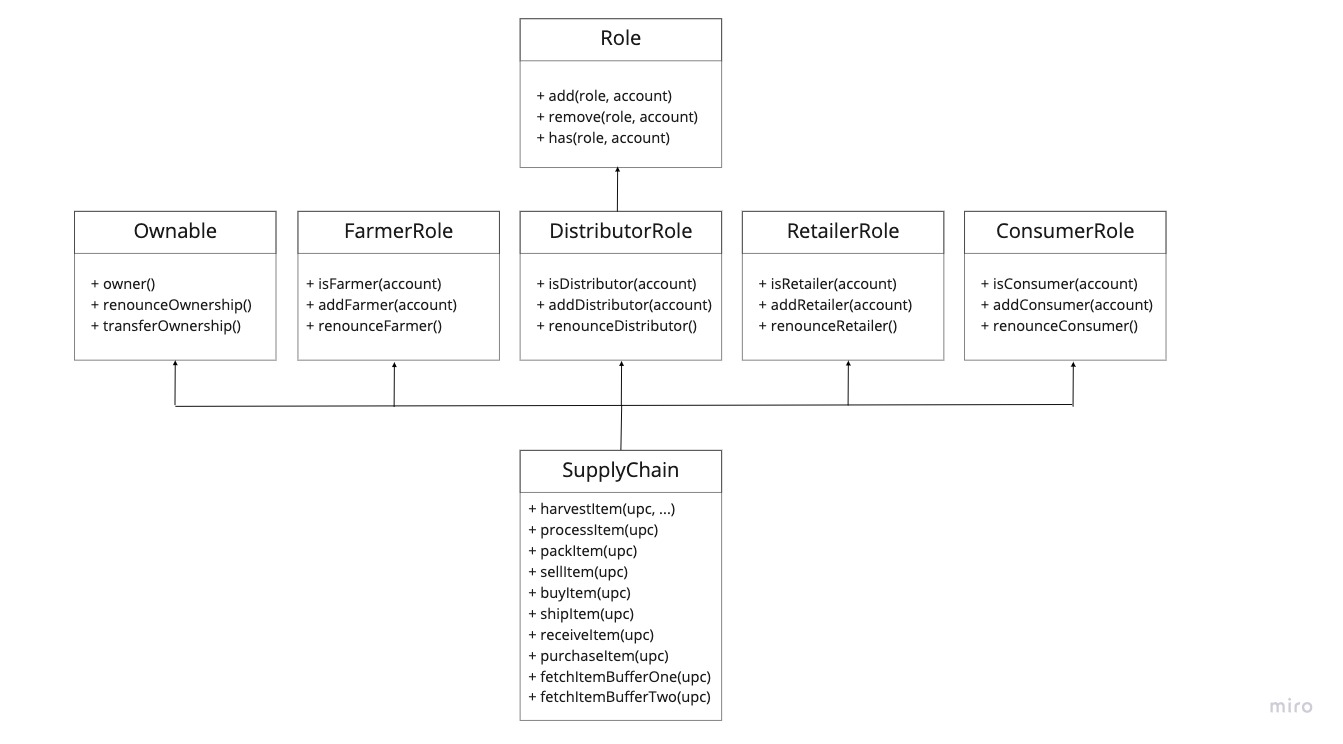 Role
+ add(role, account)
+ remove(role, account)
+ has(role, account)
Ownable
+ owner()
+ renounceOwnership()
+ transferOwnership()
FarmerRole
+ isFarmer(account)
+ addFarmer(account)
+ renounceFarmer()
DistributorRole
+ isDistributor(account)
+ addDistributor(account)
+ renounceDistributor()
RetailerRole
+ isRetailer(account)
+ addRetailer(account)
+ renounceRetailer()
ConsumerRole
+ isConsumer(account)
+ addConsumer(account)
+ renounceConsumer()
SupplyChain
+ harvestItem(upc, ...)
+ processItem(upc)
+ packItem(upc)
+ sellItem(upc)
+ buyItem(upc)
+ shipItem(upc)
+ receiveItem(upc)
+ purchaseItem(upc)
+ fetchItemBufferOne(upc)
+ fetchItemBufferTwo(upc)
miro